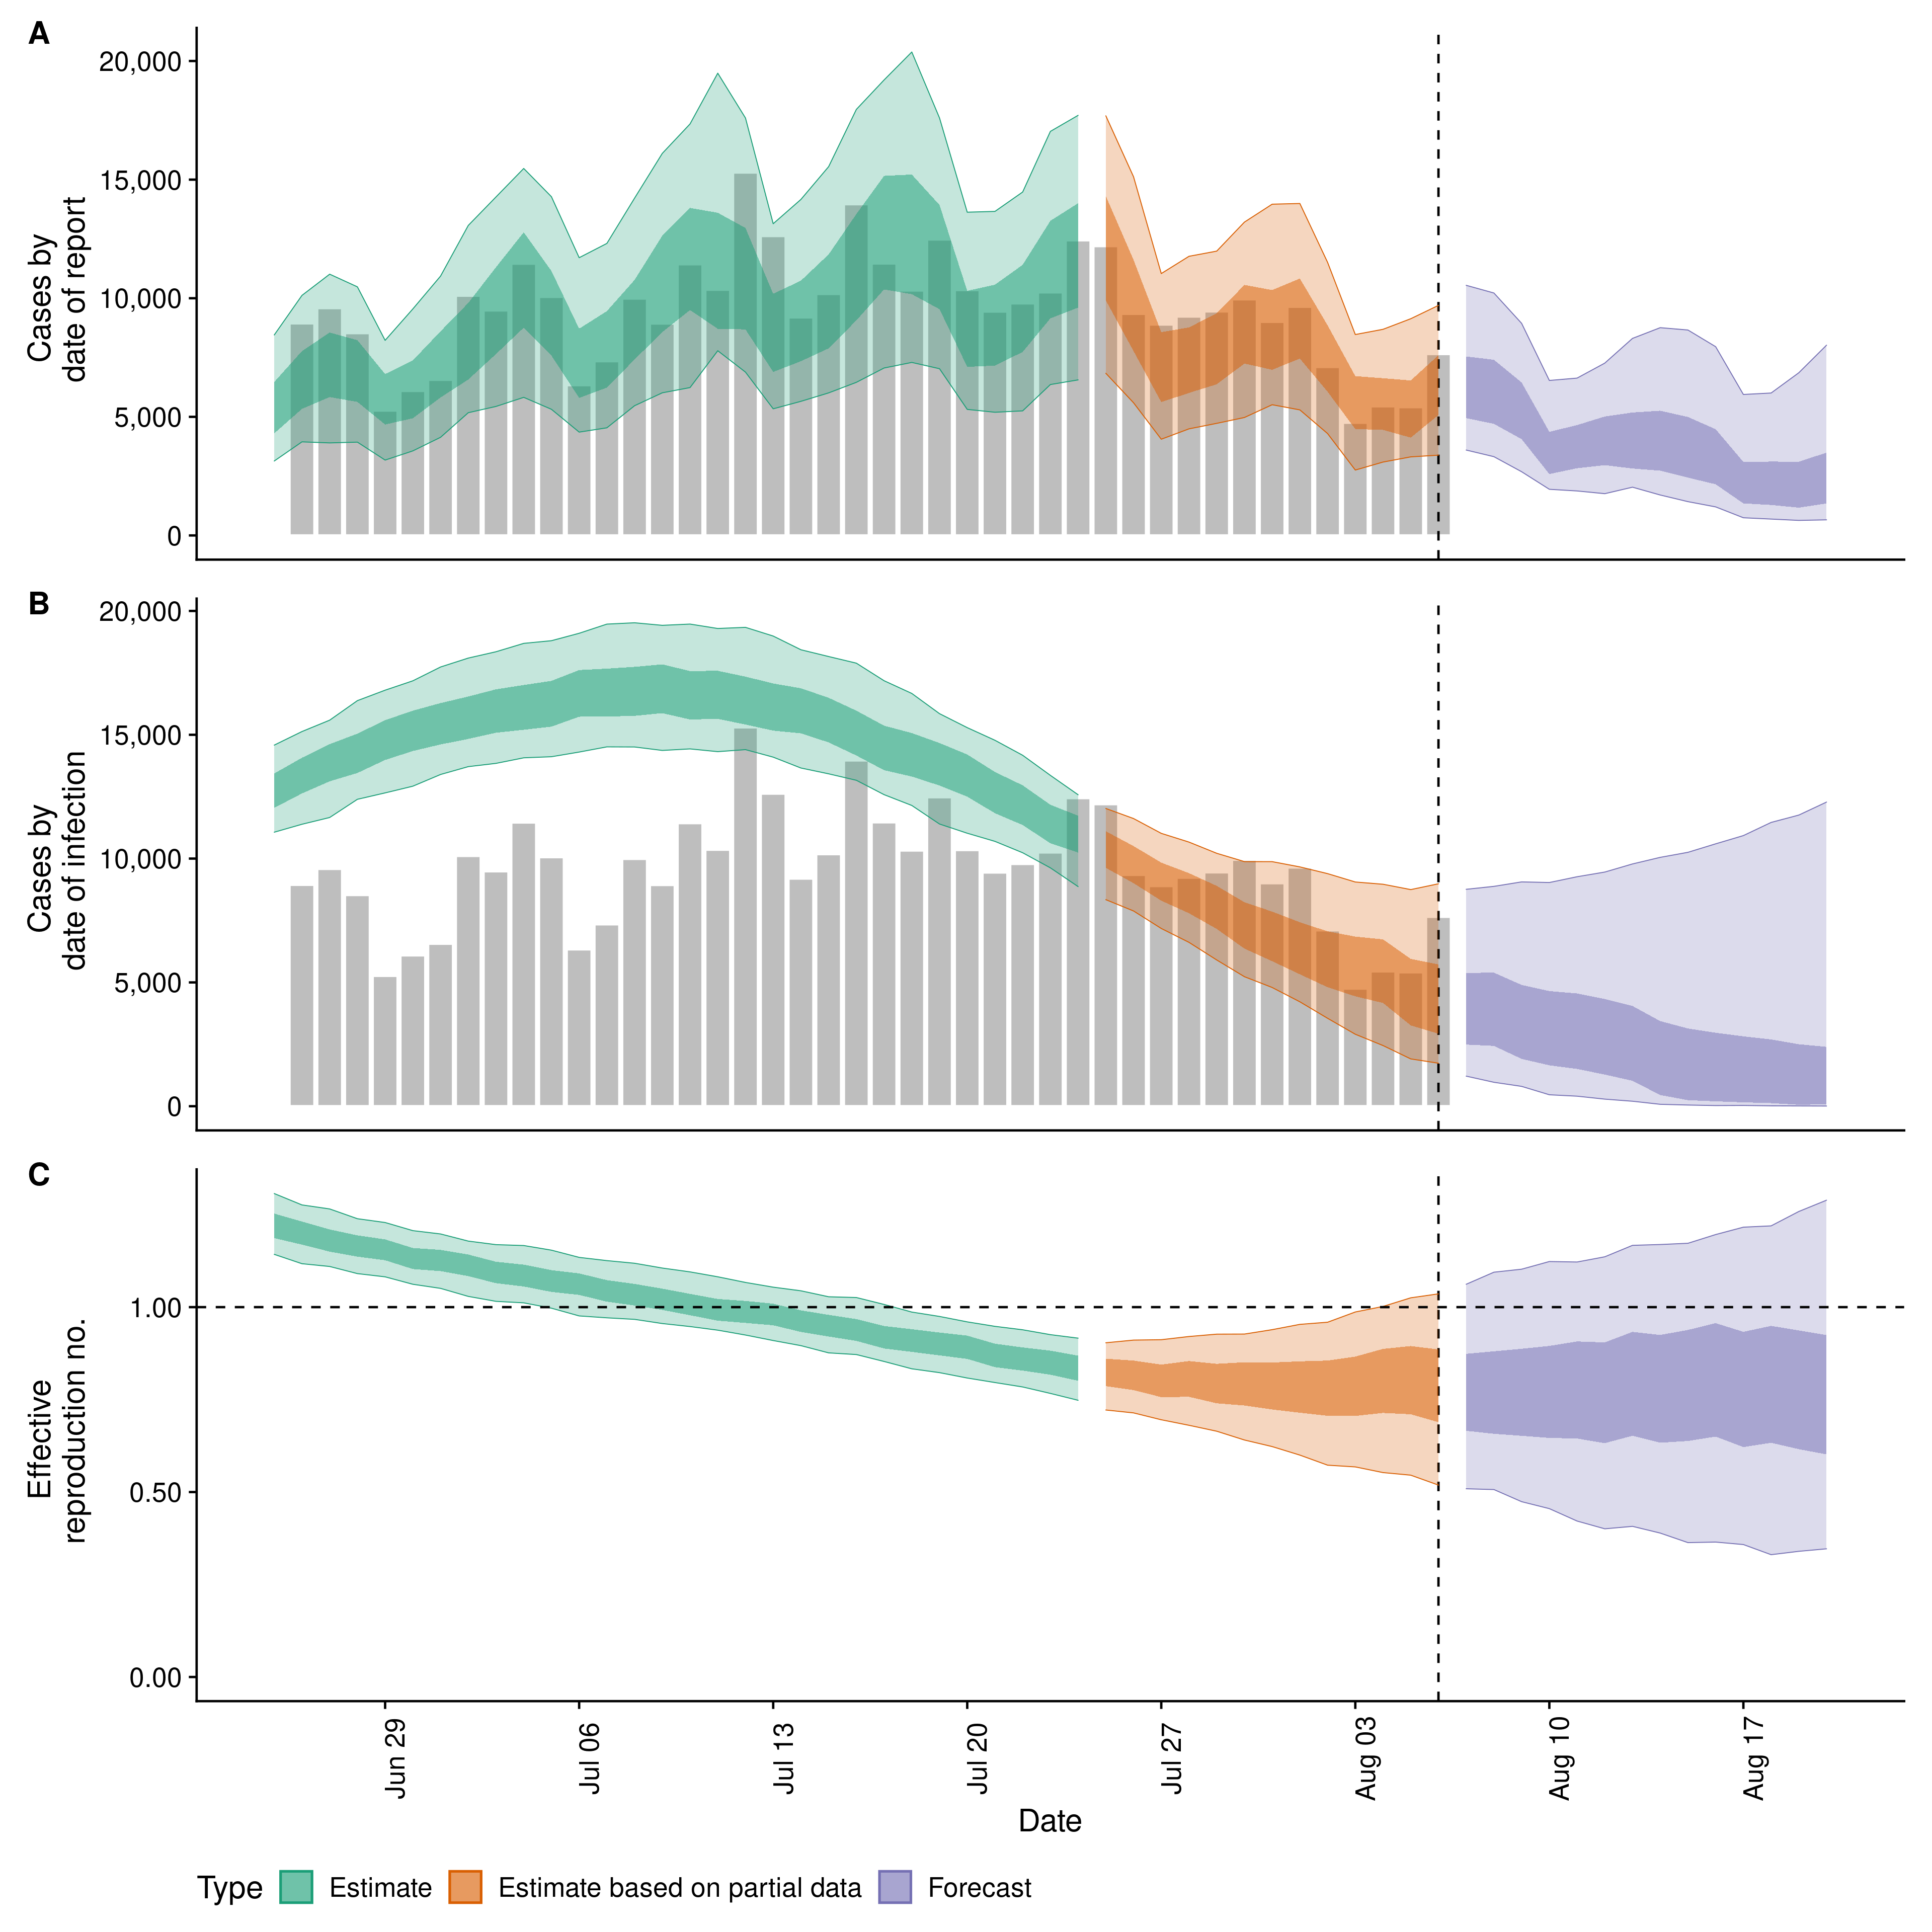 A
20,000
15,000
10,000
5,000
0
Cases by
date of report
B
20,000
15,000
10,000
5,000
0
Cases by
date of infection
C
1.00
0.50
0.00
Effective
reproduction no.
Jun 29
Jul 06
Jul 13
Jul 20
Jul 27
Aug 03
Aug 10
Aug 17
Date
Type Estimate Estimate based on partial data Forecast